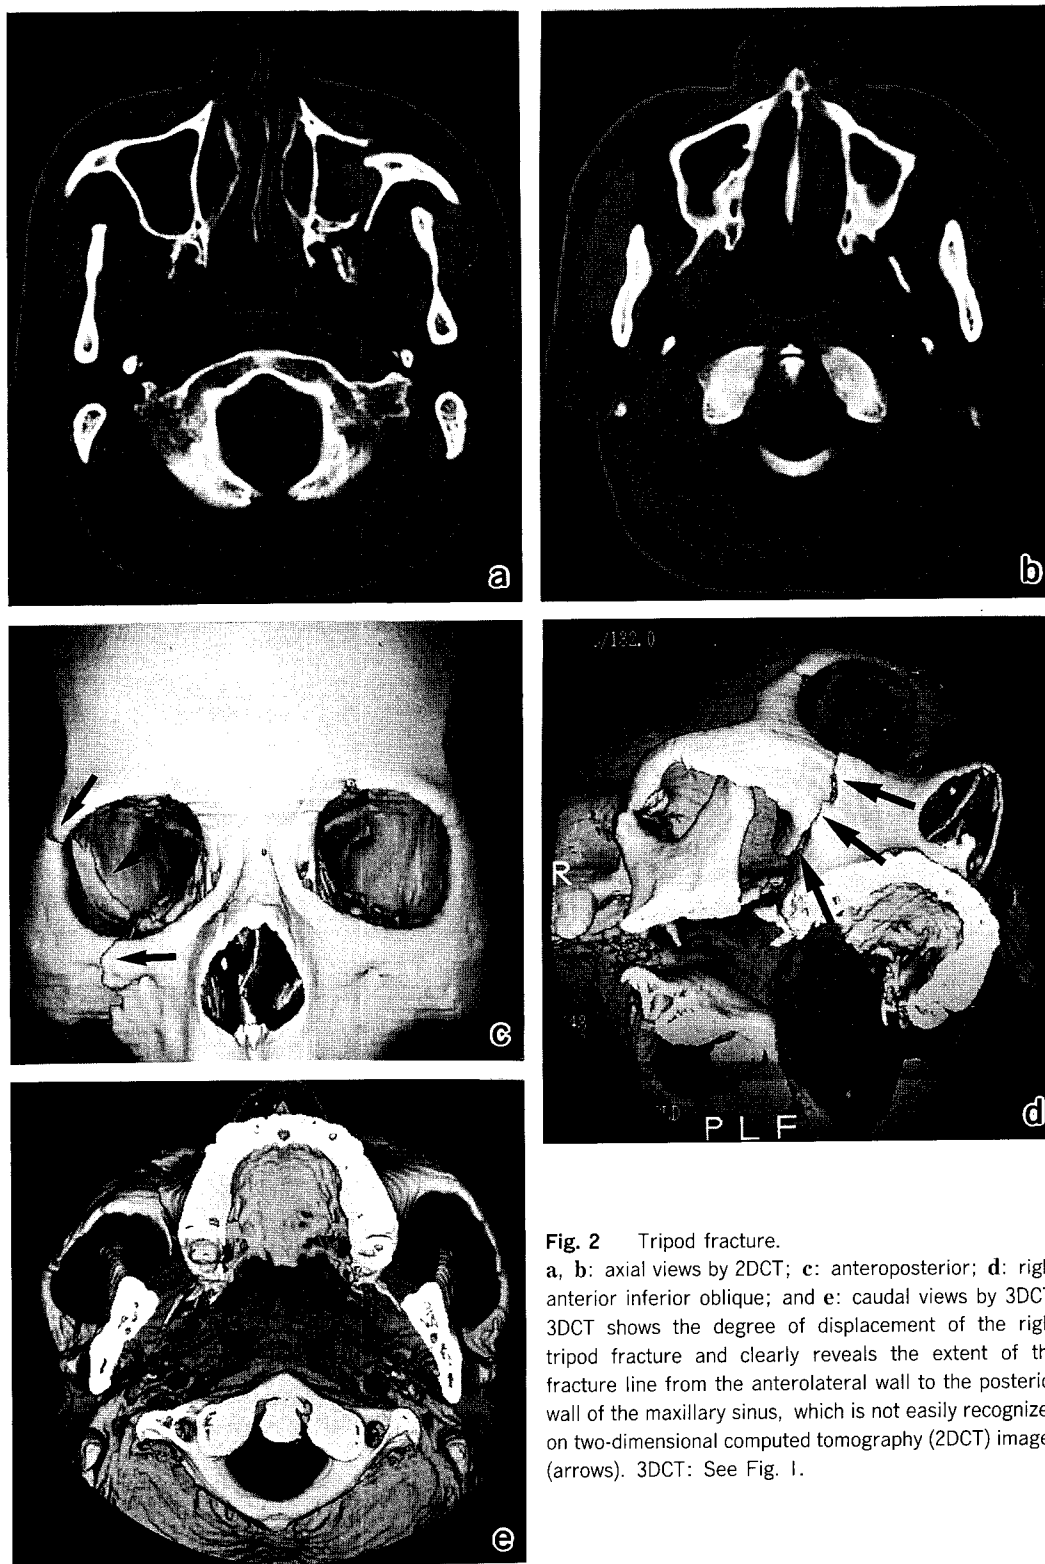 a
b
c
/132.0
R
P L F
d
e
Fig. 2 Tripod fracture.
a, b: axial views by 2DCT; c: anteroposterior; d: righ
anterior inferior oblique; and e: caudal views by 3DCT
3DCT shows the degree of displacement of the righ
tripod fracture and clearly reveals the extent of th
fracture line from the anterolateral wall to the posterio
wall of the maxillary sinus, which is not easily recognize
on two-dimensional computed tomography (2DCT) image
(arrows). 3DCT: See Fig. 1.